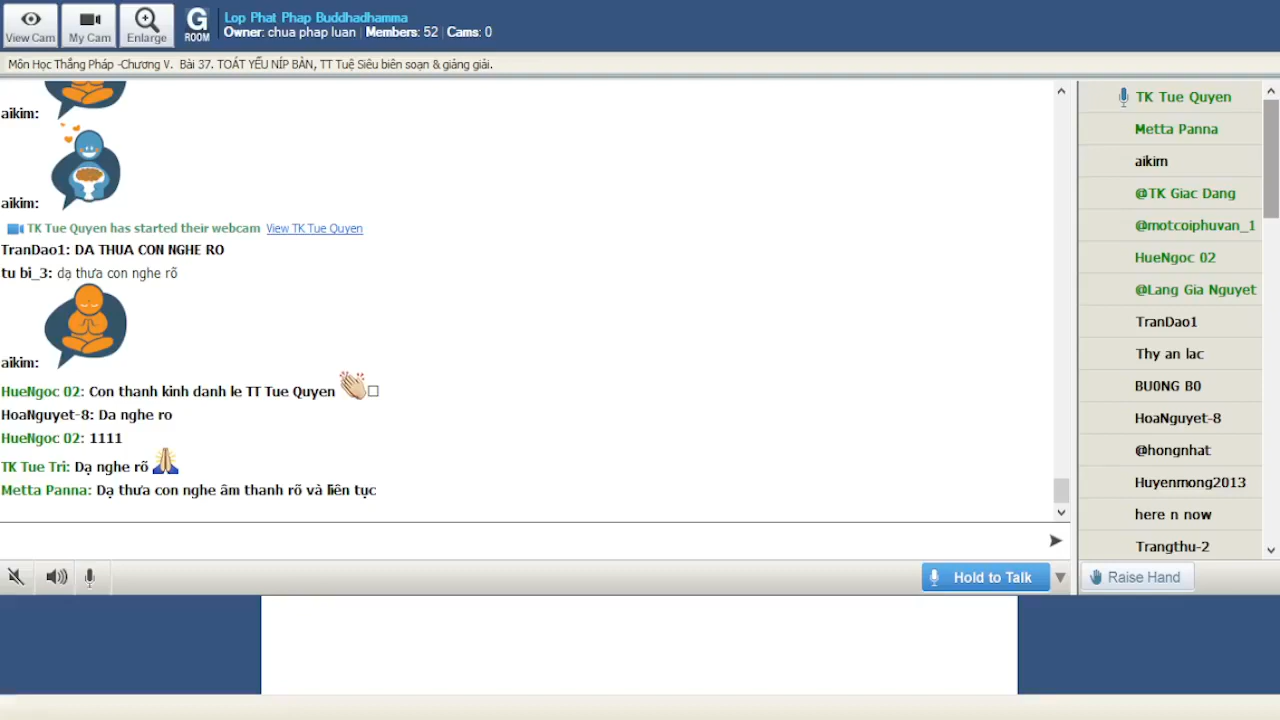 View Cam
My Cam
Enlarge
G
ROOM
Lop Phat Phap Buddhadhamma
Owner: chua phap luan | Members: 52 | Cams: 0
Môn Học Thắng Pháp -Chương V.  Bài 37. TOÁT YẾU NÍP BÀN, TT Tuệ Siêu biên soạn & giảng giải.
aikim:
aikim:
TK Tue Quyen has started their webcam View TK Tue Quyen
TranDao1: DA THUA CON NGHE RO
tu bi_3: dạ thưa con nghe rõ
aikim:
HueNgoc 02: Con thanh kinh danh le TT Tue Quyen
HoaNguyet-8: Da nghe ro
HueNgoc 02: 1111
TK Tue Tri: Dạ nghe rõ
Metta Panna: Dạ thưa con nghe âm thanh rõ và liên tục
Hold to Talk
TK Tue Quyen
Metta Panna
aikim
@TK Giac Dang
@motcoiphuvan_1
HueNgoc 02
@Lang Gia Nguyet
TranDao1
Thy an lac
BU0NG B0
HoaNguyet-8
@hongnhat
Huyenmong2013
here n now
Trangthu-2
Raise Hand